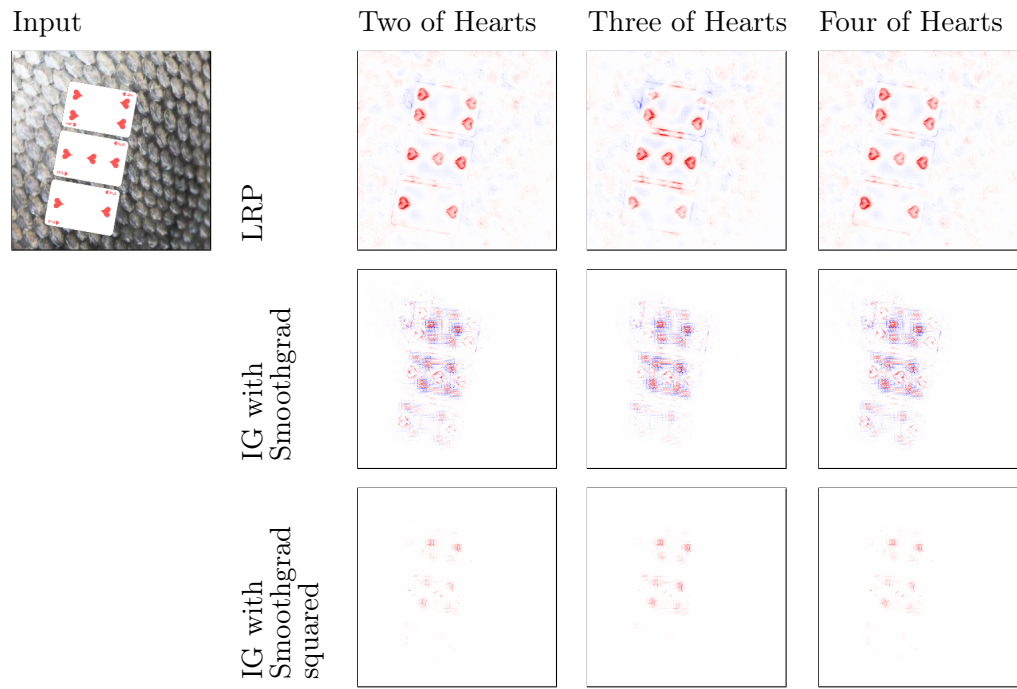 Input
Two of Hearts
Three of Hearts
Four of Hearts
LRP
IG with
Smoothgrad
IG with
Smoothgrad
squared